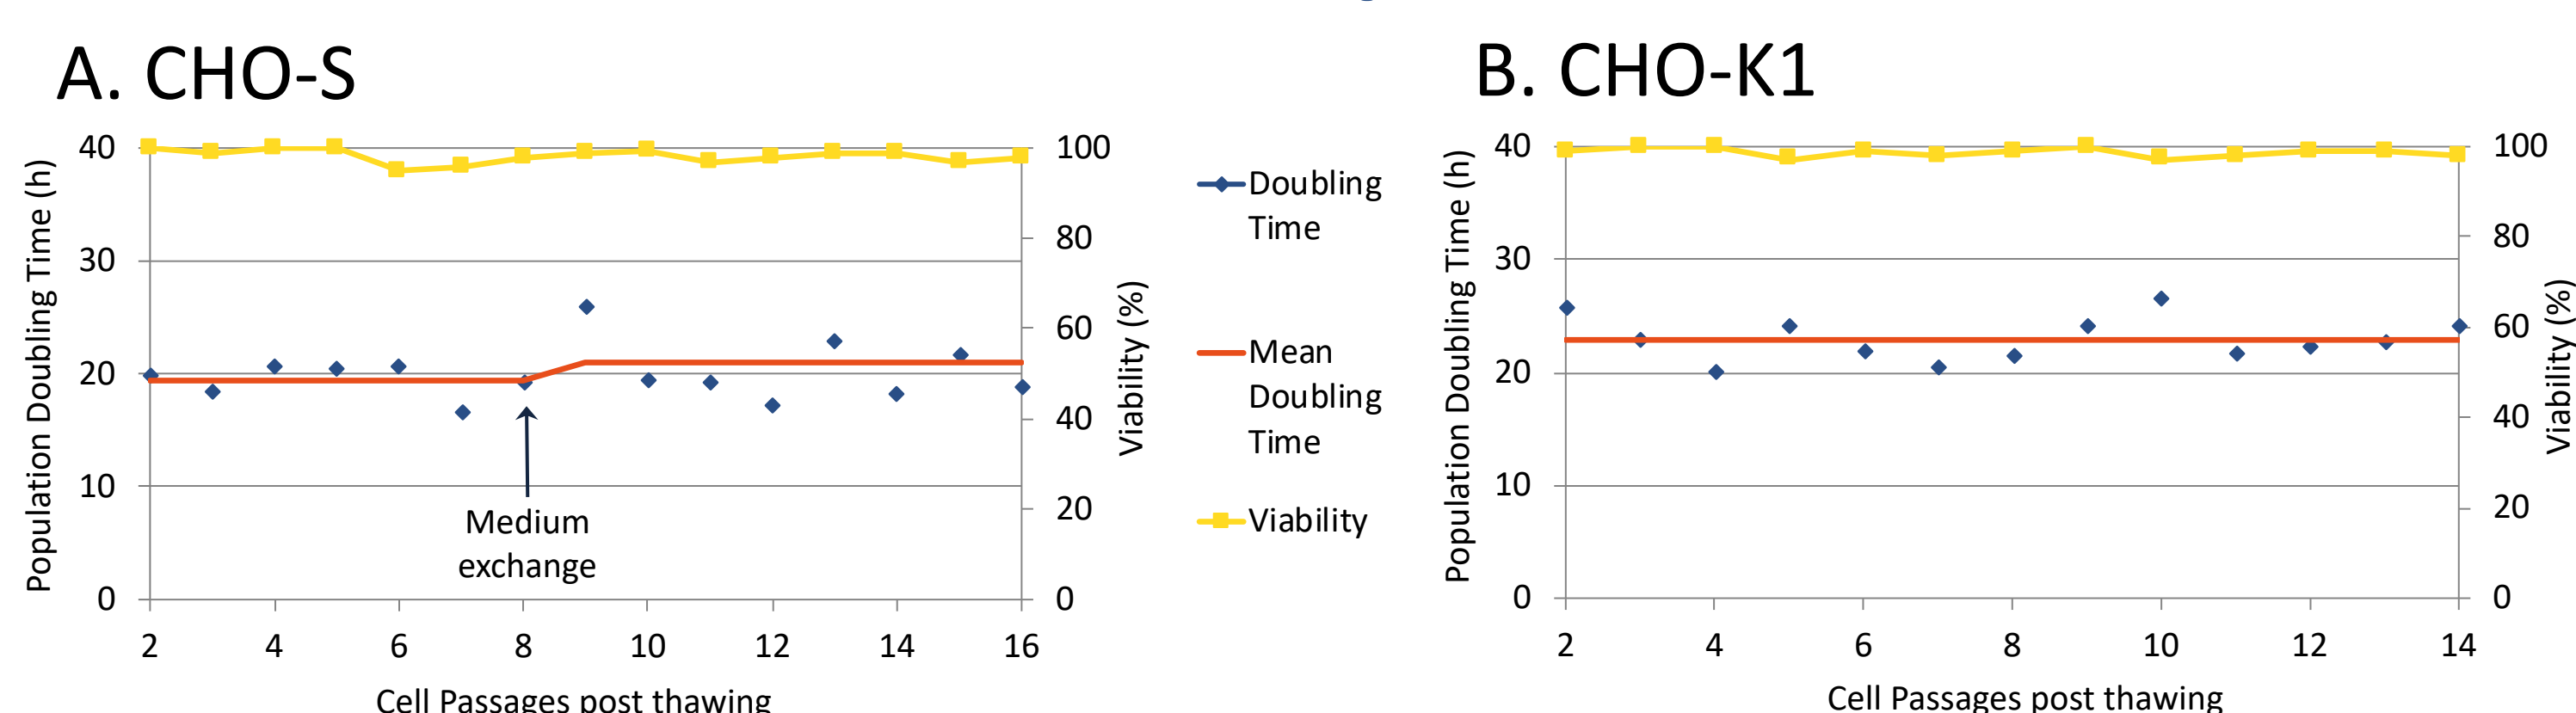 A. CHO-S
Population Doubling Time (h)
40
30
20
10
0
100
80
60
40
20
0
Viability (%)
Medium
exchange
2 4 6 8 10 12 14 16
Cell Passages post thawing
Doubling
Time
Mean
Doubling
Time
Viability
B. CHO-K1
Population Doubling Time (h)
40
30
20
10
0
100
80
60
40
20
0
Viability (%)
2 4 6 8 10 12 14
Cell Passages post thawing